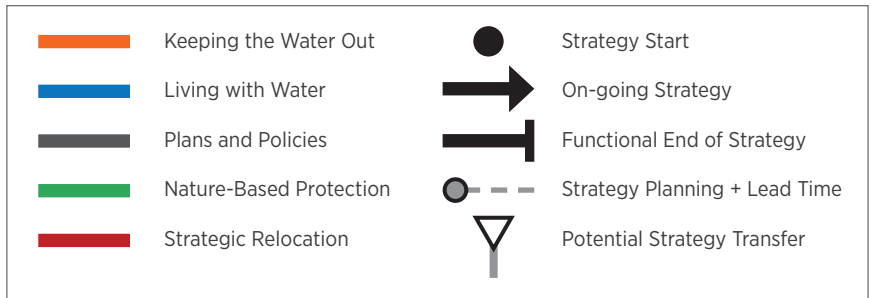 Keeping the Water Out
Living with Water
Plans and Policies
Nature-Based Protection
Strategic Relocation
Strategy Start
On-going Strategy
Functional End of Strategy
Strategy Planning + Lead Time
Potential Strategy Transfer